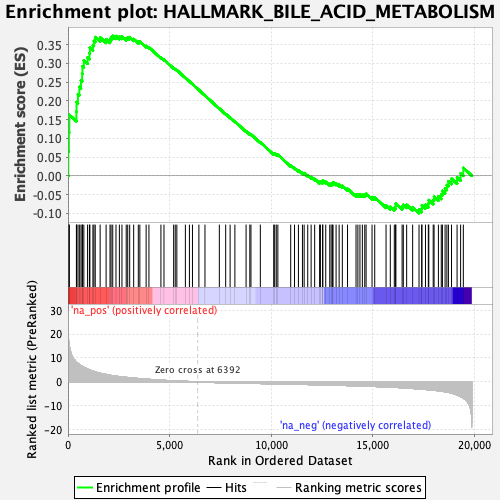 Enrichment plot: HALLMARK_BILE_ACID_METABOLISM
Enrichment score (ES)
0.35
0.30
0.25
0.20
0.15
0.10
0.05
0.00
-0.05
-0.10
'na_pos' (positively correlated)
Ranked list metric (PreRanked)
30
20
10
0
-10
-20
Zero cross at 6392
'na_neg' (negatively correlated)
0
5,000
10,000
15,000
20,000
Rank in Ordered Dataset
Enrichment profile
Hits
Ranking metric scores